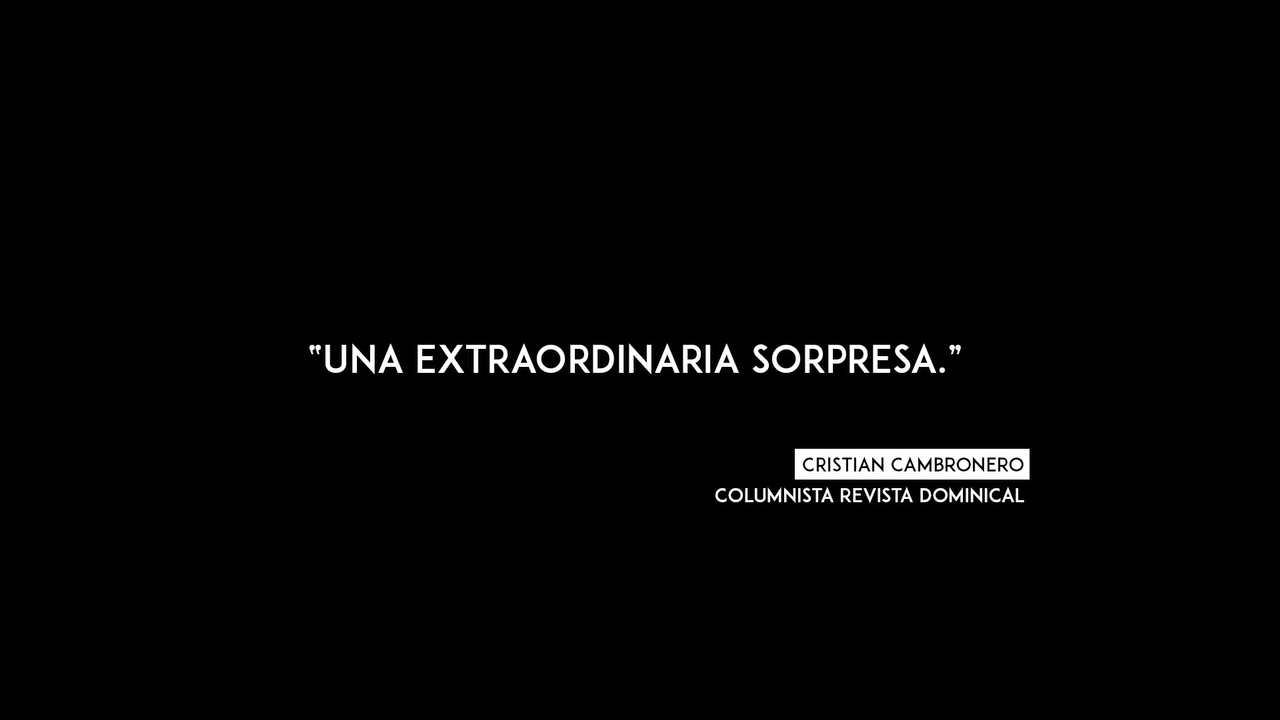 “UNA EXTRAORDINARIA SORPRESA.”
CRISTIAN CAMBRONERO
COLUMNISTA REVISTA DOMINICAL